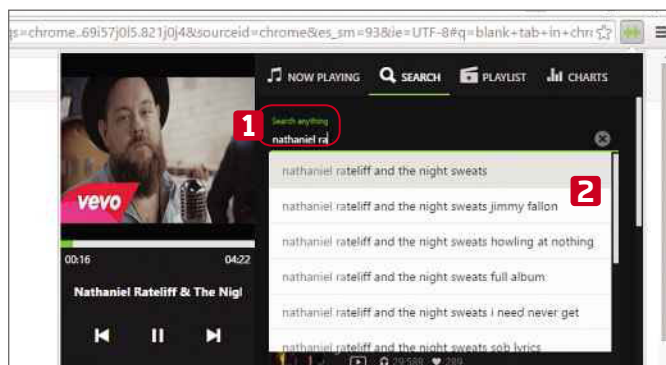 gs=chrome..69i57j0l5.821j0j4&sourceid=chrome&es_sm=93&ie=UTF-8#q=blank+tab+in+chr
NOW PLAYING SEARCH PLAYLIST CHARTS
1
Search anything
nathaniel ra
nathaniel rateliff and the night sweats
2
nathaniel rateliff and the night sweats jimmy fallon
nathaniel rateliff and the night sweats howling at nothing
nathaniel rateliff and the night sweats full album
nathaniel rateliff and the night sweats i need never get
nathaniel rateliff and the night sweats sob lyrics
29,589 289
vevo
00:16 04:22
Nathaniel Rateliff & The Nigl